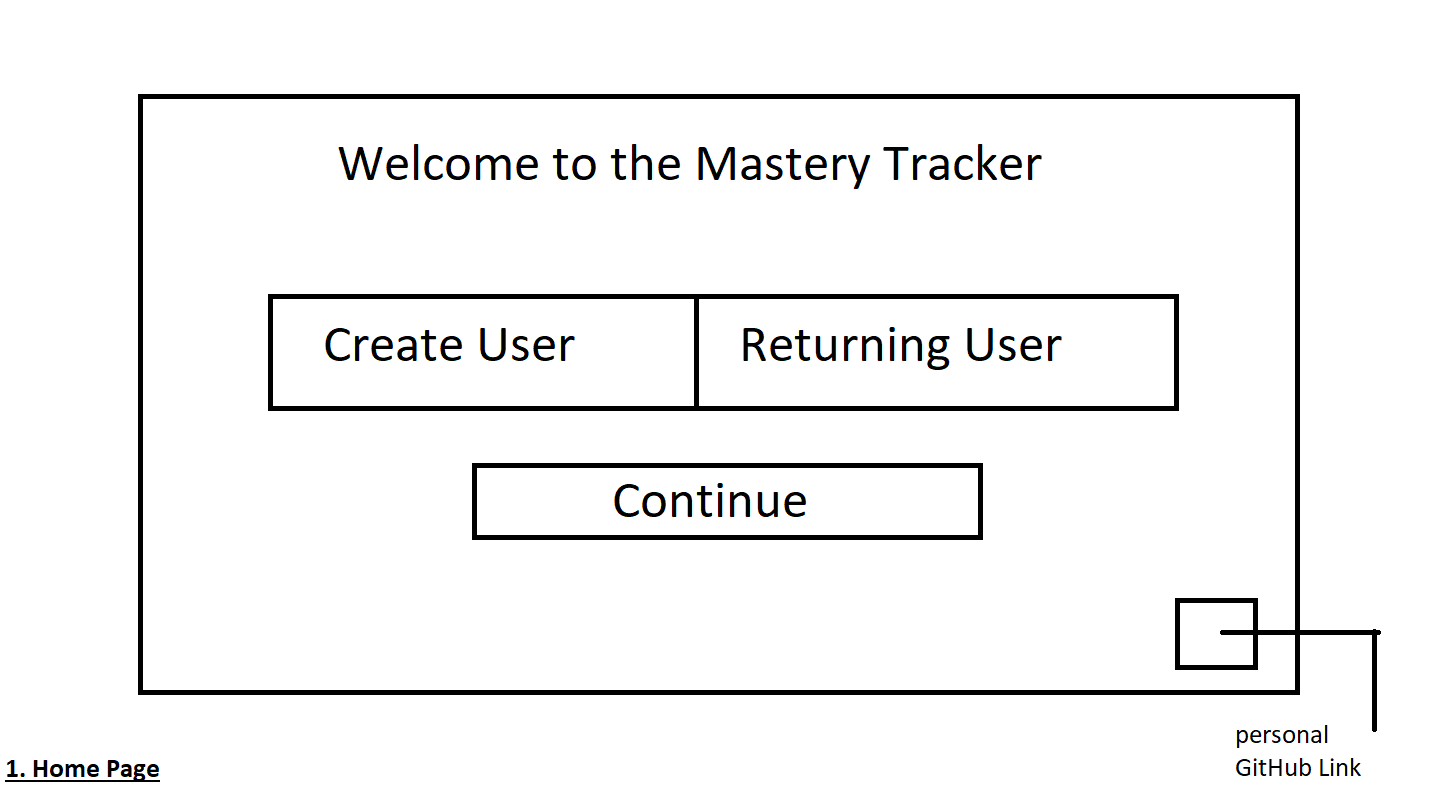 Welcome to the Mastery Tracker
Create User
Returning User
Continue
personal
GitHub Link
1. Home Page